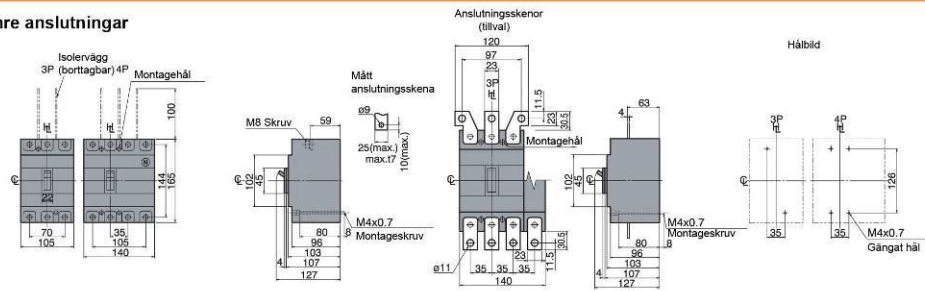 nre anslutningar
Isolervägg
3P (borttagbar) 4P
Montagehål
100
144
165
22
70
105
35
105
140
M8 Skruv
59
102
45
M4x0.7
Montageskruv
80
8
96
103
4
107
127
Mått
anslutningsskena
ø9
25(max.)
max.t7
10(max.)
Anslutningsskenor
(tillval)
120
97
23
3P
11.5
23
30.5
Montagehål
ø11
35
35
35
23
11.5
30.5
140
63
4
102
45
M4x0.7
Montageskruv
80
8
96
103
4
107
127
Hålbild
3P
4P
126
35
35
M4x0.7
Gängat hål